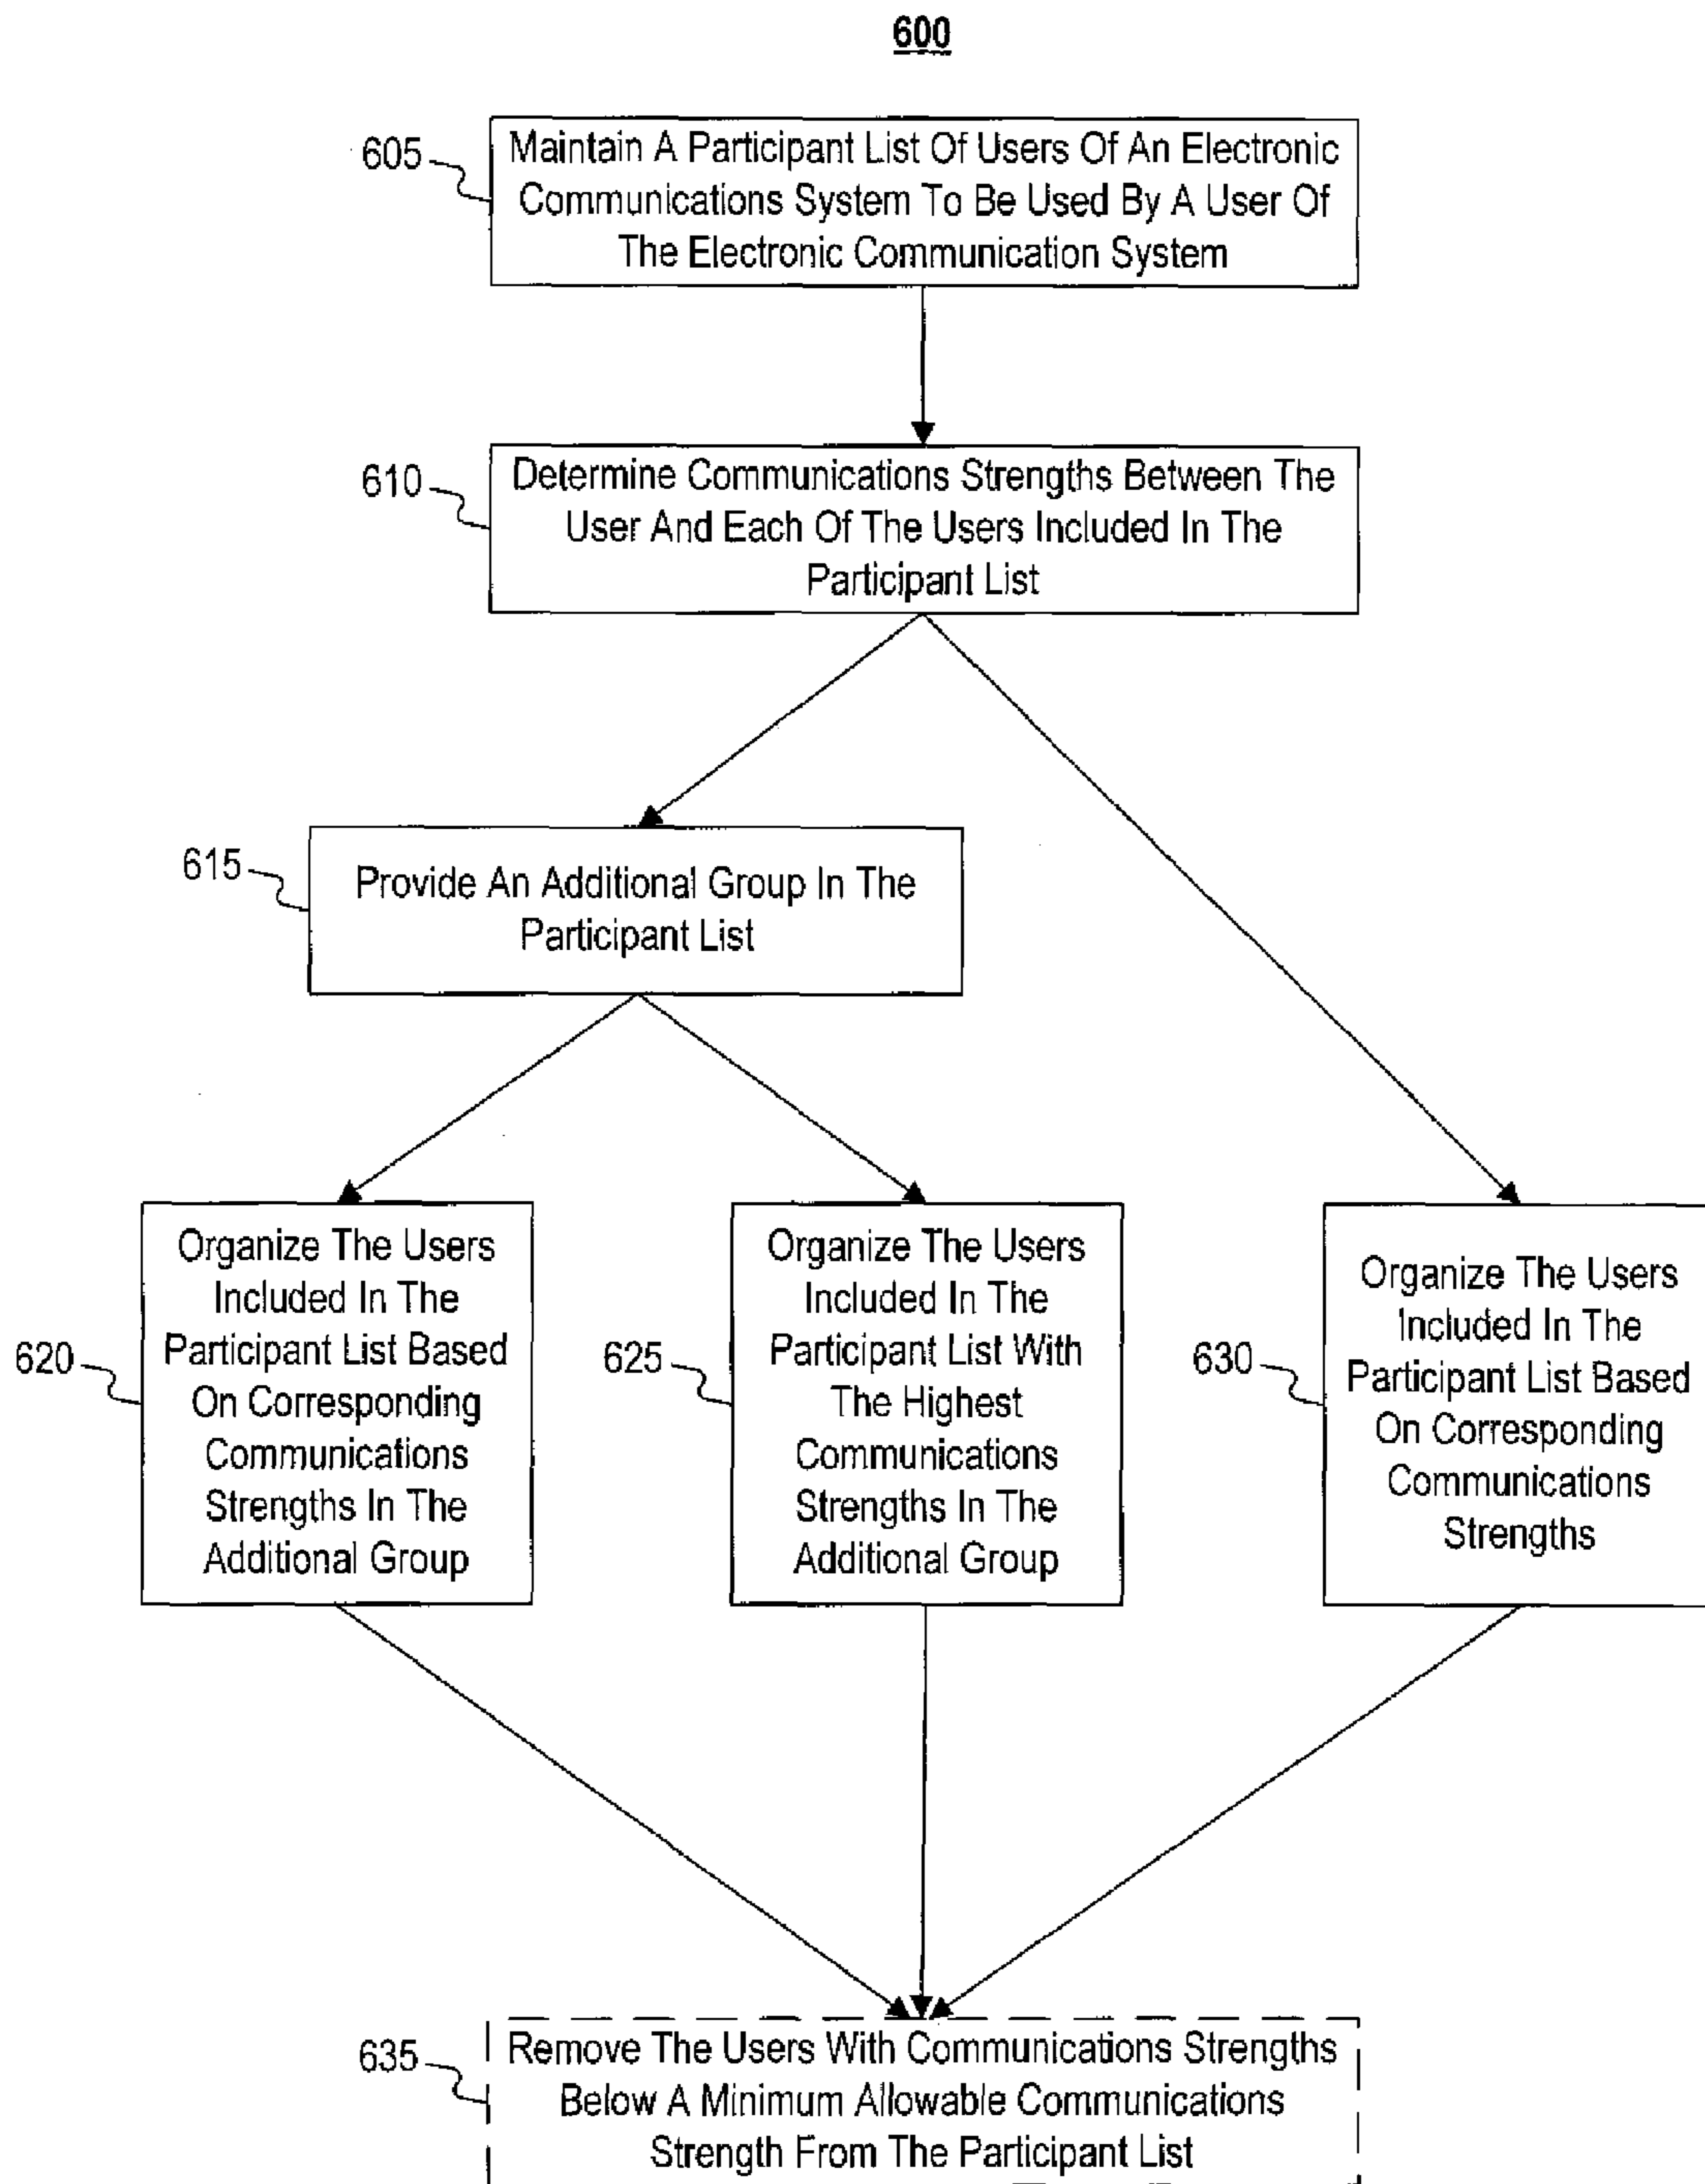 600
605
Maintain A Participant List Of Users Of An Electronic
Communications System To Be Used By A User Of
The Electronic Communication System
610
Determine Communications Strengths Between The
User And Each Of The Users Included In The
Participant List
615
Provide An Additional Group In The
Participant List
620
Organize The Users
Included In The
Participant List Based
On Corresponding
Communications
Strengths In The
Additional Group
625
Organize The Users
Included In The
Participant List With
The Highest
Communications
Strengths In The
Additional Group
630
Organize The Users
Included In The
Participant List Based
On Corresponding
Communications
Strengths
635
Remove The Users With Communications Strengths
Below A Minimum Allowable Communications
Strength From The Participant List